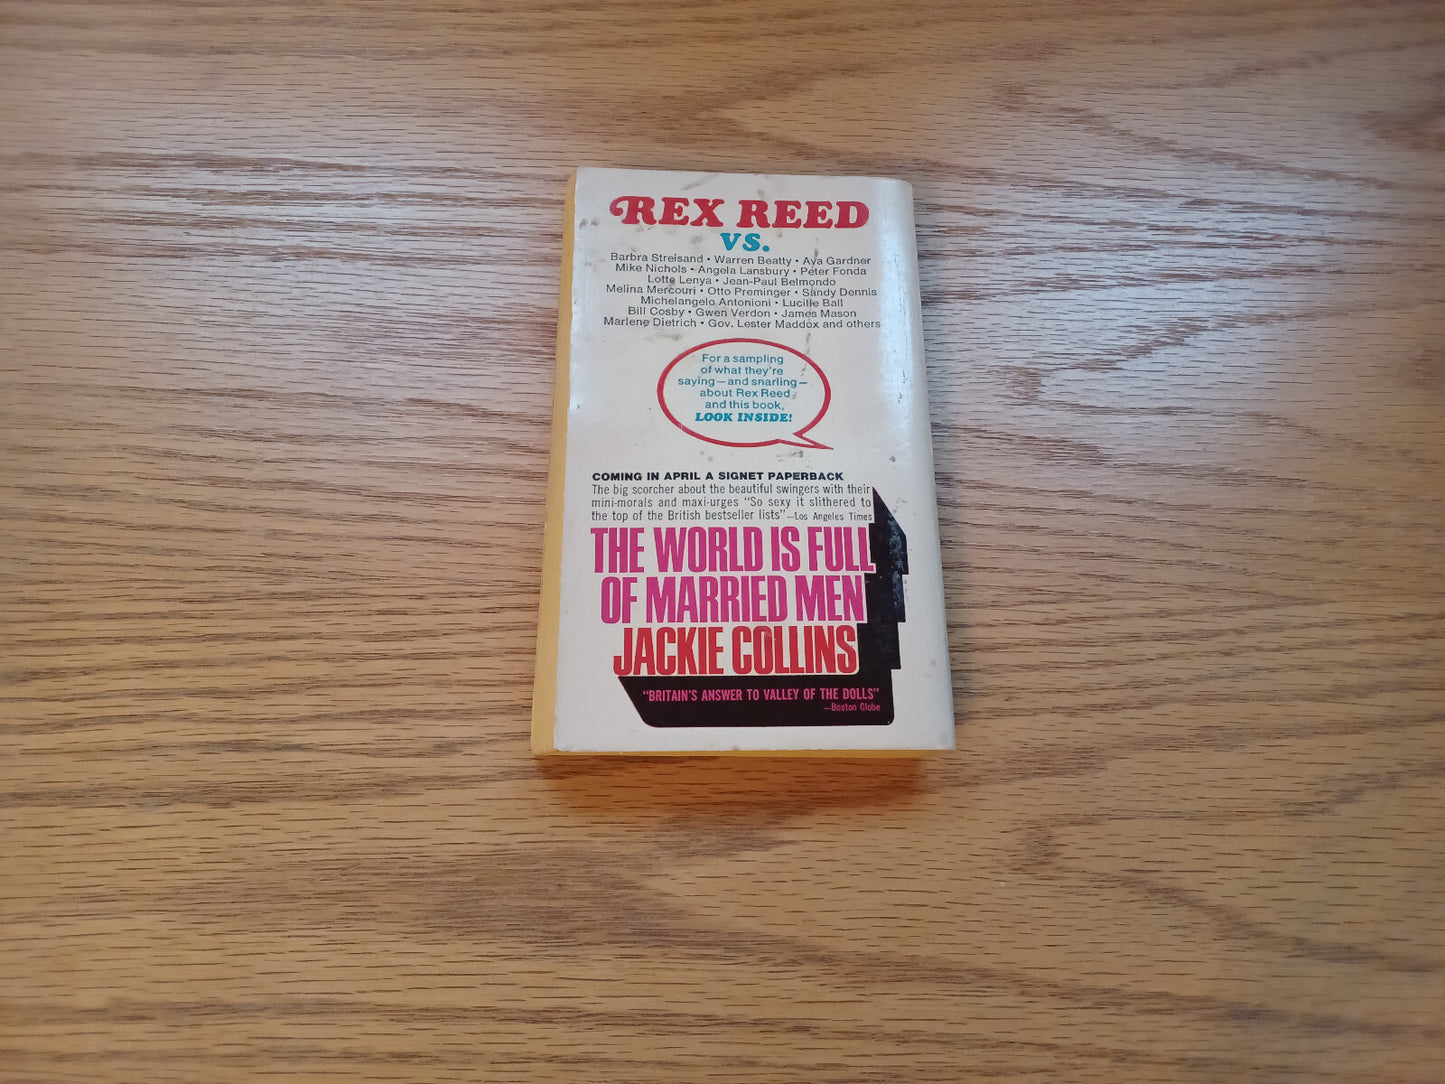 REX REED
VS.
Barbra Streisand • Warren Beatty • Ava Gardner
Mike Nichols • Angela Lansbury • Peter Fonda
Lotte Lenya • Jean-Paul Belmondo
Melina Mercouri • Otto Preminger • Sandy Dennis
Michelangelo Antonioni • Lucille Ball
Bill Cosby • Gwen Verdon • James Mason
Marlene Dietrich • Gov. Lester Maddox and others
For a sampling
of what they're
saying—and snarling—
about Rex Reed
and this book,
LOOK INSIDE!
COMING IN APRIL A SIGNET PAPERBACK
The big scorcher about the beautiful swingers with their
mini-morals and maxi-urges "So sexy it slithered to
the top of the British bestseller lists"—Los Angeles Times
THE WORLD IS FULL
OF MARRIED MEN
JACKIE COLLINS
"BRITAIN'S ANSWER TO VALLEY OF THE DOLLS"
—Boston Globe